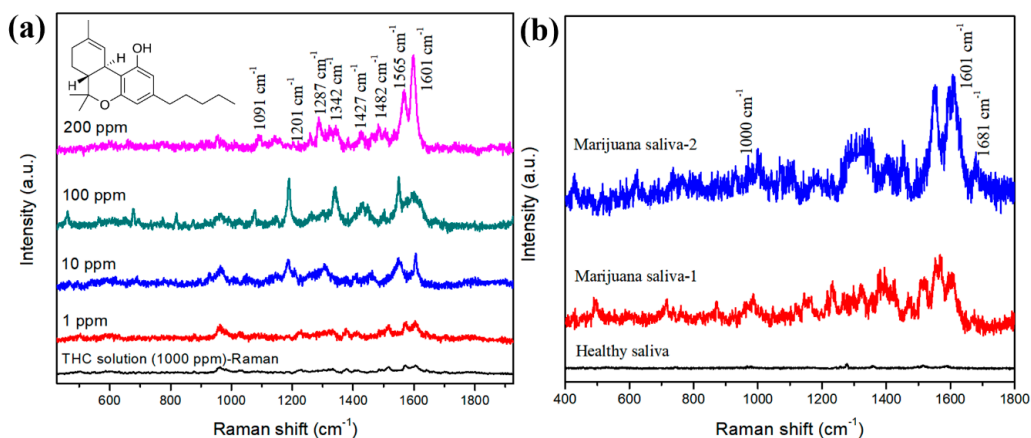 (a)
OH
H
H
O
1091 cm⁻¹
1201 cm⁻¹
1287 cm⁻¹
1342 cm⁻¹
1427 cm⁻¹
1482 cm⁻¹
1565 cm⁻¹
1601 cm⁻¹
200 ppm
100 ppm
10 ppm
1 ppm
THC solution (1000 ppm)-Raman
Intensity (a.u.)
600 800 1000 1200 1400 1600 1800
Raman shift (cm⁻¹)
(b)
1000 cm⁻¹
1601 cm⁻¹
1681 cm⁻¹
Marijuana saliva-2
Marijuana saliva-1
Healthy saliva
Intensity (a.u.)
400 600 800 1000 1200 1400 1600 1800
Raman shift (cm⁻¹)